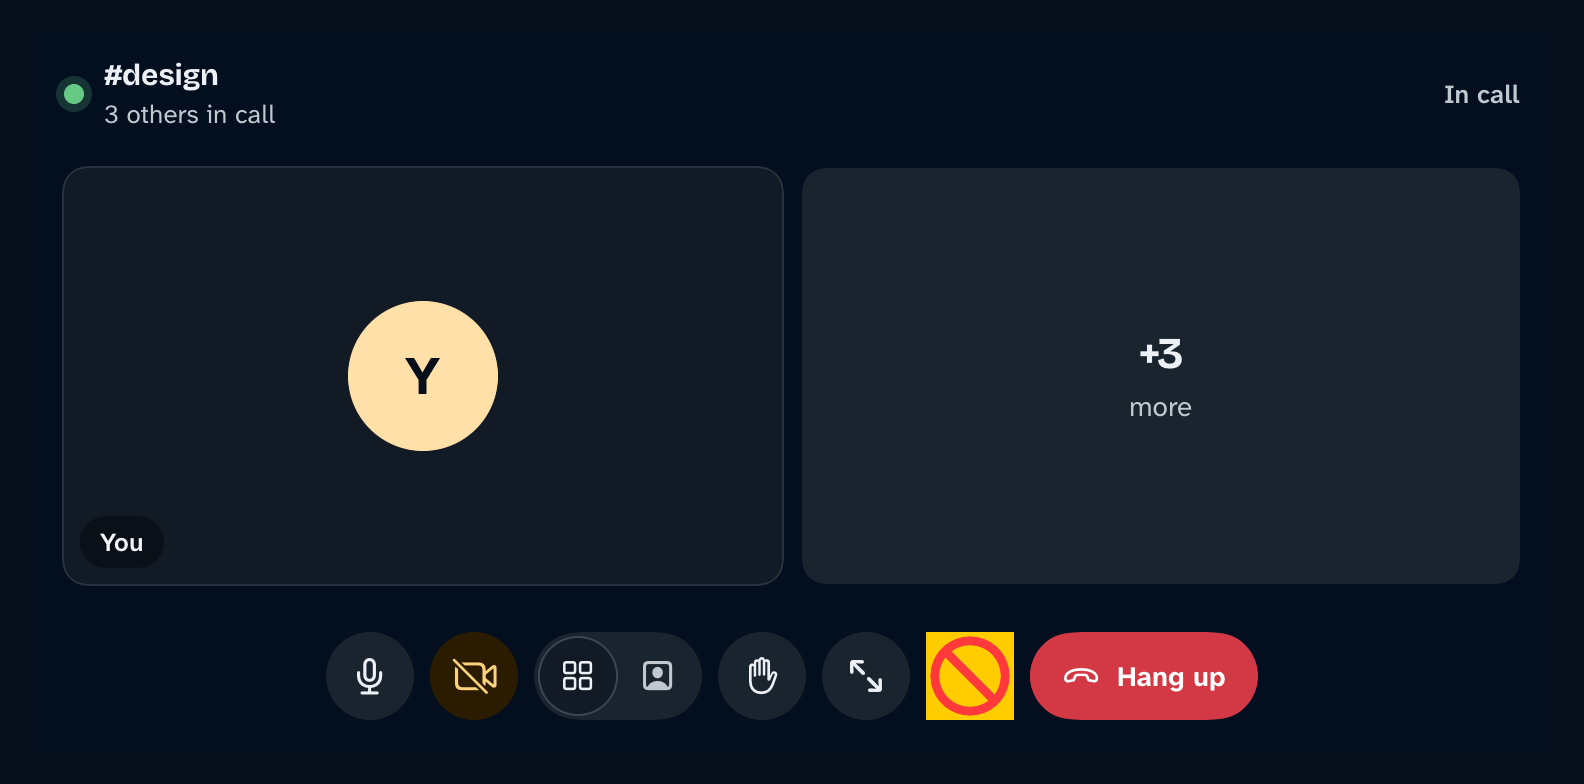 #design
3 others in call
In call
Y
You
+3
more
Hang up